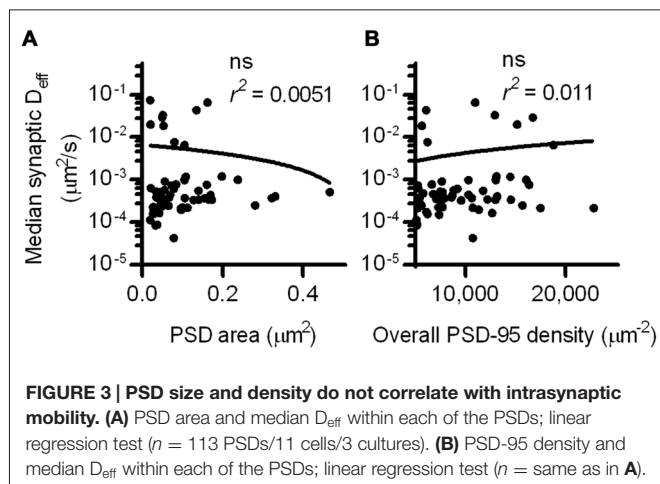 A
ns
r² = 0.0051
Median synaptic D_eff
(μm²/s)
10⁻¹
10⁻²
10⁻³
10⁻⁴
10⁻⁵
0.0 0.2 0.4
PSD area (μm²)
B
ns
r² = 0.011
10⁻¹
10⁻²
10⁻³
10⁻⁴
10⁻⁵
10,000 20,000
Overall PSD-95 density (μm⁻²)
FIGURE 3 | PSD size and density do not correlate with intrasynaptic
mobility. (A) PSD area and median D_eff within each of the PSDs; linear
regression test (n = 113 PSDs/11 cells/3 cultures). (B) PSD-95 density and
median D_eff within each of the PSDs; linear regression test (n = same as in A).